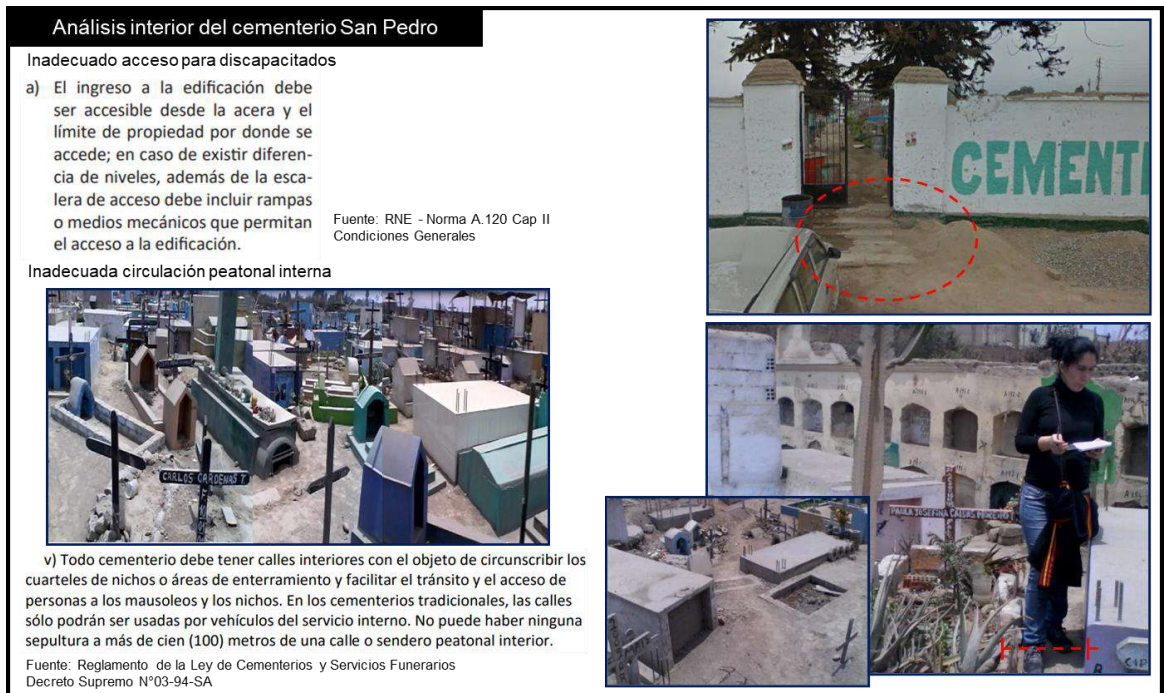 Análisis interior del cementerio San Pedro
Inadecuado acceso para discapacitados
a) El ingreso a la edificación debe
ser accesible desde la acera y el
límite de propiedad por donde se
accede; en caso de existir diferen-
cia de niveles, además de la esca-
lera de acceso debe incluir rampas
o medios mecánicos que permitan
el acceso a la edificación.
Fuente: RNE - Norma A.120 Cap II
Condiciones Generales
CEMENT
Inadecuada circulación peatonal interna
CARLOS CARDENAS T
PAULA JOSEFINA
v) Todo cementerio debe tener calles interiores con el objeto de circunscribir los
cuarteles de nichos o áreas de enterramiento y facilitar el tránsito y el acceso de
personas a los mausoleos y los nichos. En los cementerios tradicionales, las calles
sólo podrán ser usadas por vehículos del servicio interno. No puede haber ninguna
sepultura a más de cien (100) metros de una calle o sendero peatonal interior.
Fuente: Reglamento de la Ley de Cementerios y Servicios Funerarios
Decreto Supremo N°03-94-SA